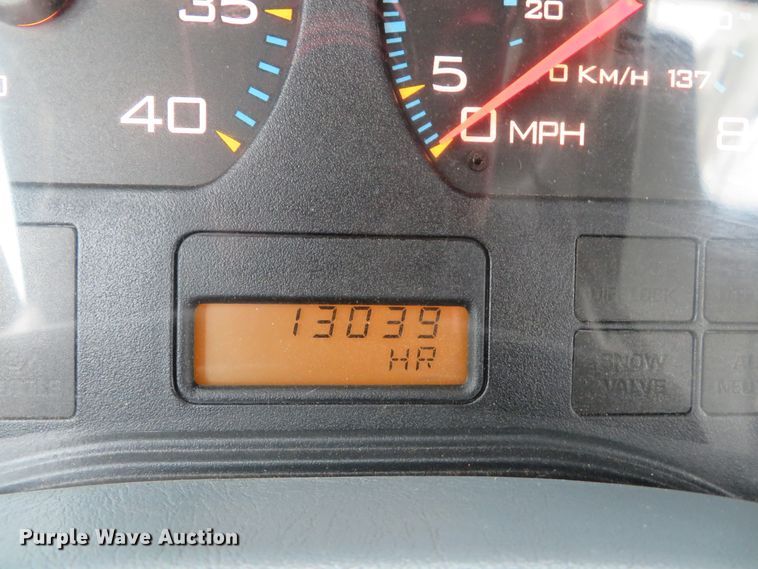 35
20
0 KM/H 137
5
40
0 MPH
13039
HR
SNOW
VALVE
Purple Wave Auction